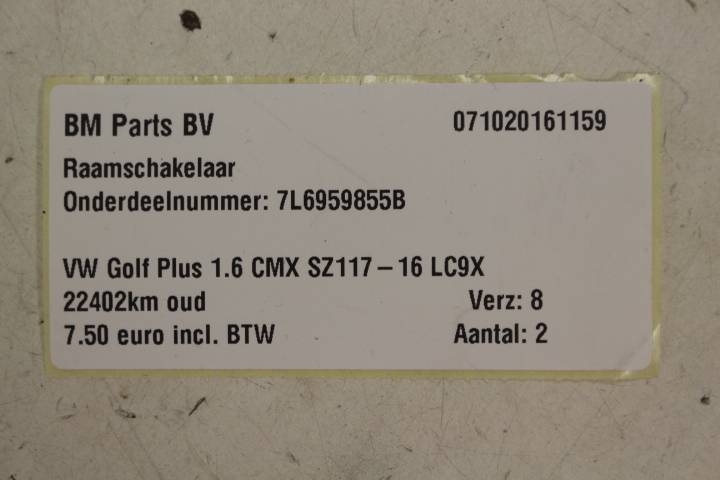 BM Parts BV 071020161159
Raamschakelaar
Onderdeelnummer: 7L6959855B
VW Golf Plus 1.6 CMX SZ117-16 LC9X
22402km oud Verz: 8
7.50 euro incl. BTW Aantal: 2